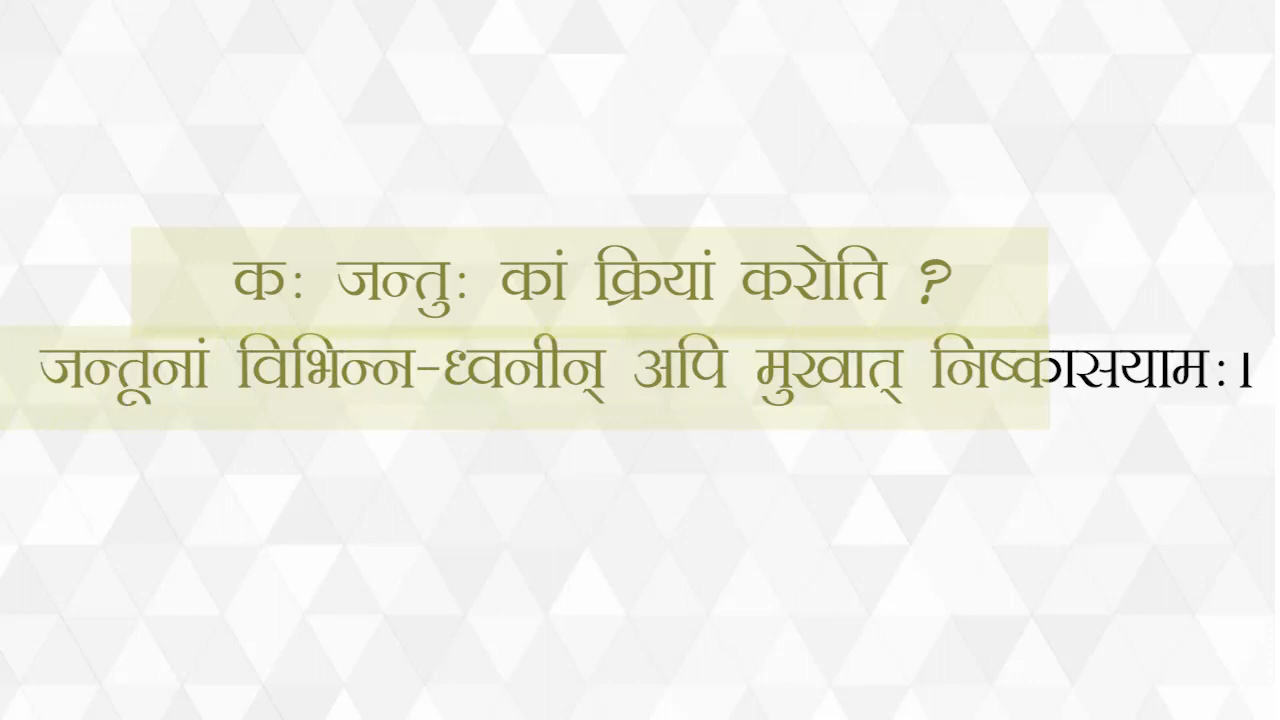 कः जन्तुः कां क्रियां करोति ?
जन्तूनां विभिन्न-ध्वनीन् अपि मुखात् निष्कासयामः।